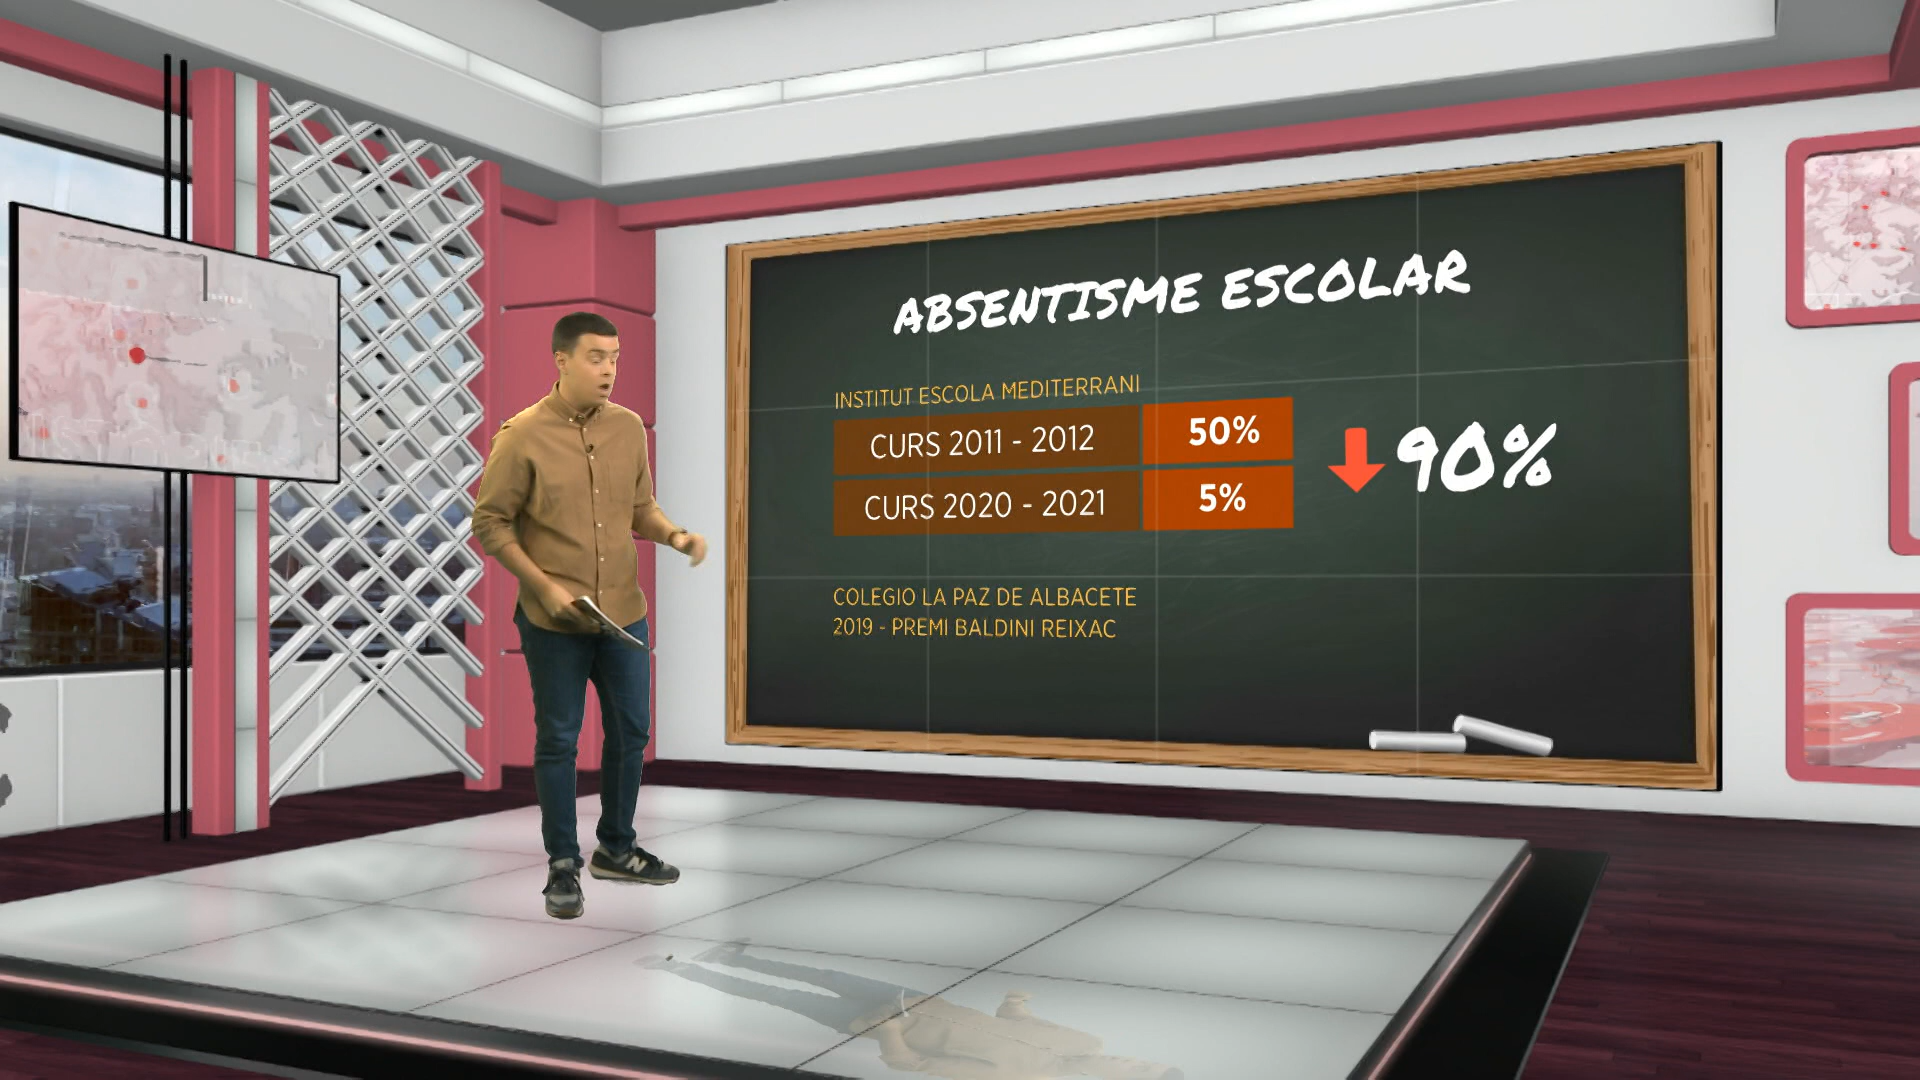 ABSENTISME ESCOLAR
INSTITUT ESCOLA MEDITERRANI
CURS 2011 - 2012 50%
CURS 2020 - 2021 5%
90%
COLEGIO LA PAZ DE ALBACETE
2019 - PREMI BALDINI REIXAC
N